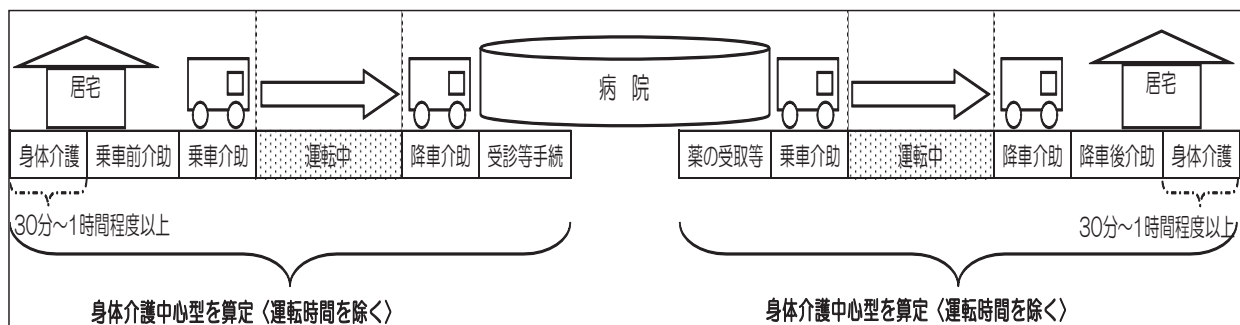 居宅
病 院
居宅
身体介護 乗車前介助 乗車介助 運転中 降車介助 受診等手続 薬の受取等 乗車介助 運転中 降車介助 降車後介助 身体介護
30分〜1時間程度以上 30分〜1時間程度以上
身体介護中心型を算定〈運転時間を除く〉 身体介護中心型を算定〈運転時間を除く〉